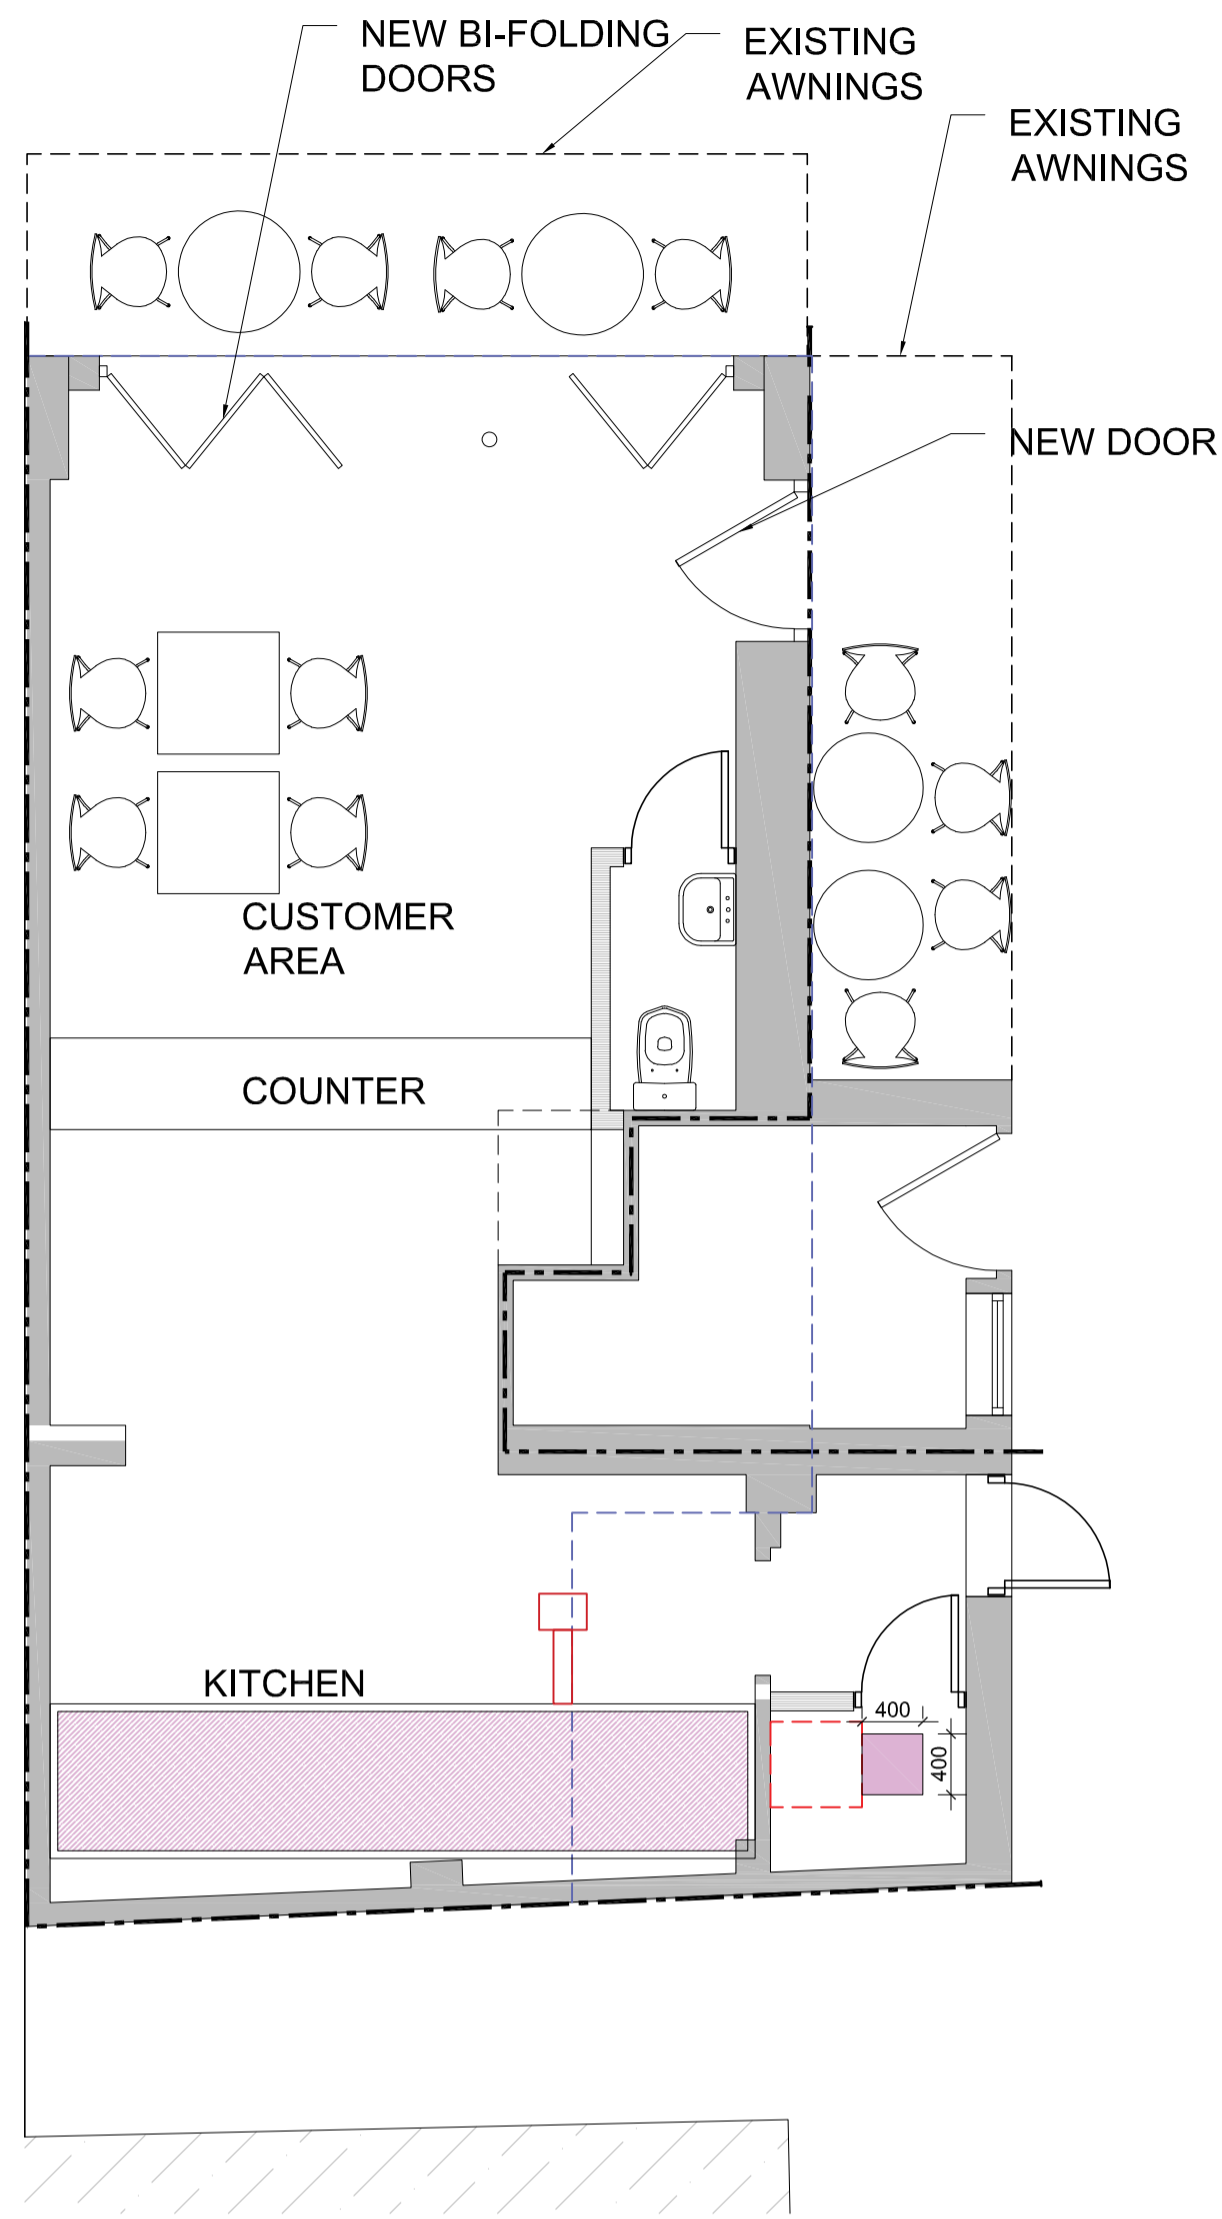 NEW BI-FOLDING
DOORS
EXISTING
AWNINGS
EXISTING
AWNINGS
NEW DOOR
CUSTOMER
AREA
COUNTER
KITCHEN
400
400